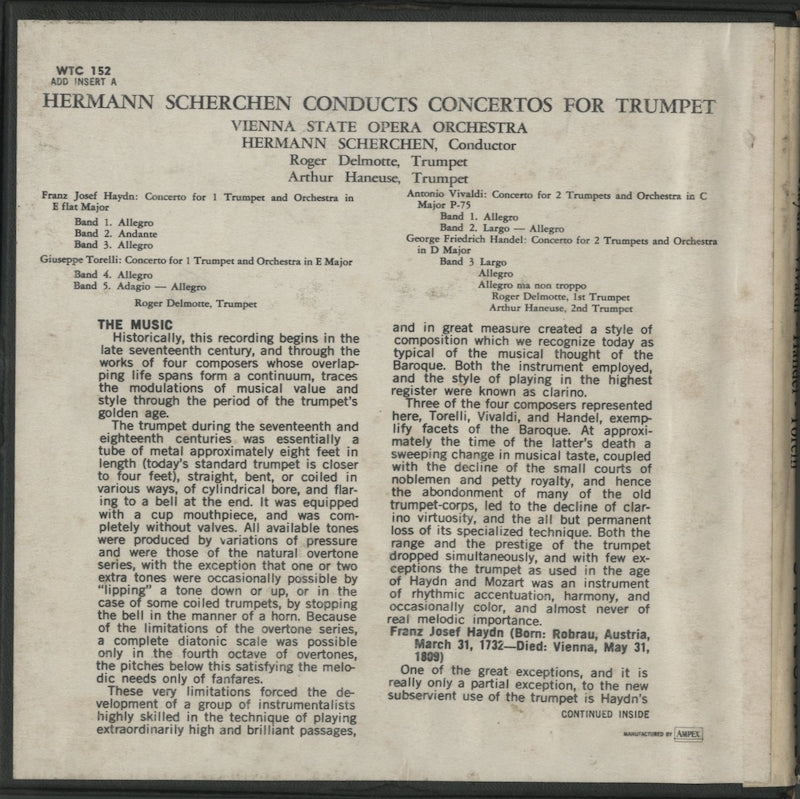 WTC 152
ADD INSERT A
HERMANN SCHERCHEN CONDUCTS CONCERTOS FOR TRUMPET
VIENNA STATE OPERA ORCHESTRA
HERMANN SCHERCHEN, Conductor
Roger Delmotte, Trumpet
Arthur Haneuse, Trumpet
Franz Josef Haydn: Concerto for 1 Trumpet and Orchestra in
E flat Major
Band 1. Allegro
Band 2. Andante
Band 3. Allegro
Giuseppe Torelli: Concerto for 1 Trumpet and Orchestra in E Major
Band 4. Allegro
Band 5. Adagio — Allegro
Roger Delmotte, Trumpet
Antonio Vivaldi: Concerto for 2 Trumpets and Orchestra in C
Major P-75
Band 1. Allegro
Band 2. Largo — Allegro
George Friedrich Handel: Concerto for 2 Trumpets and Orchestra
in D Major
Band 3 Largo
Allegro
Allegro ma non troppo
Roger Delmotte, 1st Trumpet
Arthur Haneuse, 2nd Trumpet
THE MUSIC
Historically, this recording begins in the
late seventeenth century, and through the
works of four composers whose overlap-
ping life spans form a continuum, traces
the modulations of musical value and
style through the period of the trumpet's
golden age.
The trumpet during the seventeenth and
eighteenth centuries was essentially a
tube of metal approximately eight feet in
length (today's standard trumpet is closer
to four feet), straight, bent, or coiled in
various ways, of cylindrical bore, and flar-
ing to a bell at the end. It was equipped
with a cup mouthpiece, and was com-
pletely without valves. All available tones
were produced by variations of pressure
and were those of the natural overtone
series, with the exception that one or two
extra tones were occasionally possible by
"lipping" a tone down or up, or in the
case of some coiled trumpets, by stopping
the bell in the manner of a horn. Because
of the limitations of the overtone series,
a complete diatonic scale was possible
only in the fourth octave of overtones,
the pitches below this satisfying the melo-
dic needs only of fanfares.
These very limitations forced the de-
velopment of a group of instrumentalists
highly skilled in the technique of playing
extraordinarily high and brilliant passages,
and in great measure created a style of
composition which we recognize today as
typical of the musical thought of the
Baroque. Both the instrument employed,
and the style of playing in the highest
register were known as clarino.
Three of the four composers represented
here, Torelli, Vivaldi, and Handel, exemp-
lify facets of the Baroque. At approxi-
mately the time of the latter's death a
sweeping change in musical taste, coupled
with the decline of the small courts of
noblemen and petty royalty, and hence
the abondonment of many of the old
trumpet-corps, led to the decline of clar-
ino virtuosity, and the all but permanent
loss of its specialized technique. Both the
range and the prestige of the trumpet
dropped simultaneously, and with few ex-
ceptions the trumpet as used in the age
of Haydn and Mozart was an instrument
of rhythmic accentuation, harmony, and
occasionally color, and almost never of
real melodic importance.
Franz Josef Haydn (Born: Robrau, Austria,
March 31, 1732—Died: Vienna, May 31,
1809)
One of the great exceptions, and it is
really only a partial exception, to the new
subservient use of the trumpet is Haydn's
CONTINUED INSIDE
MANUFACTURED BY AMPEX